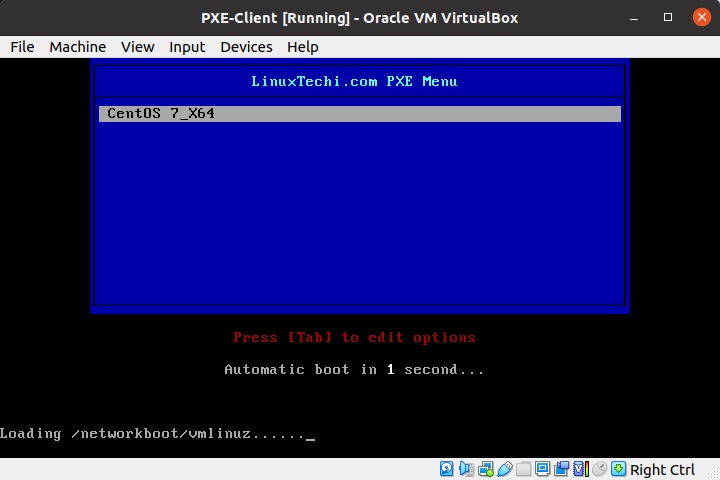 PXE-Client [Running] - Oracle VM VirtualBox
File Machine View Input Devices Help
LinuxTechi.com PXE Menu
CentOS 7_X64
Press [Tab] to edit options
Automatic boot in 1 second...
Loading /networkboot/vmlinuz......_
Right Ctrl